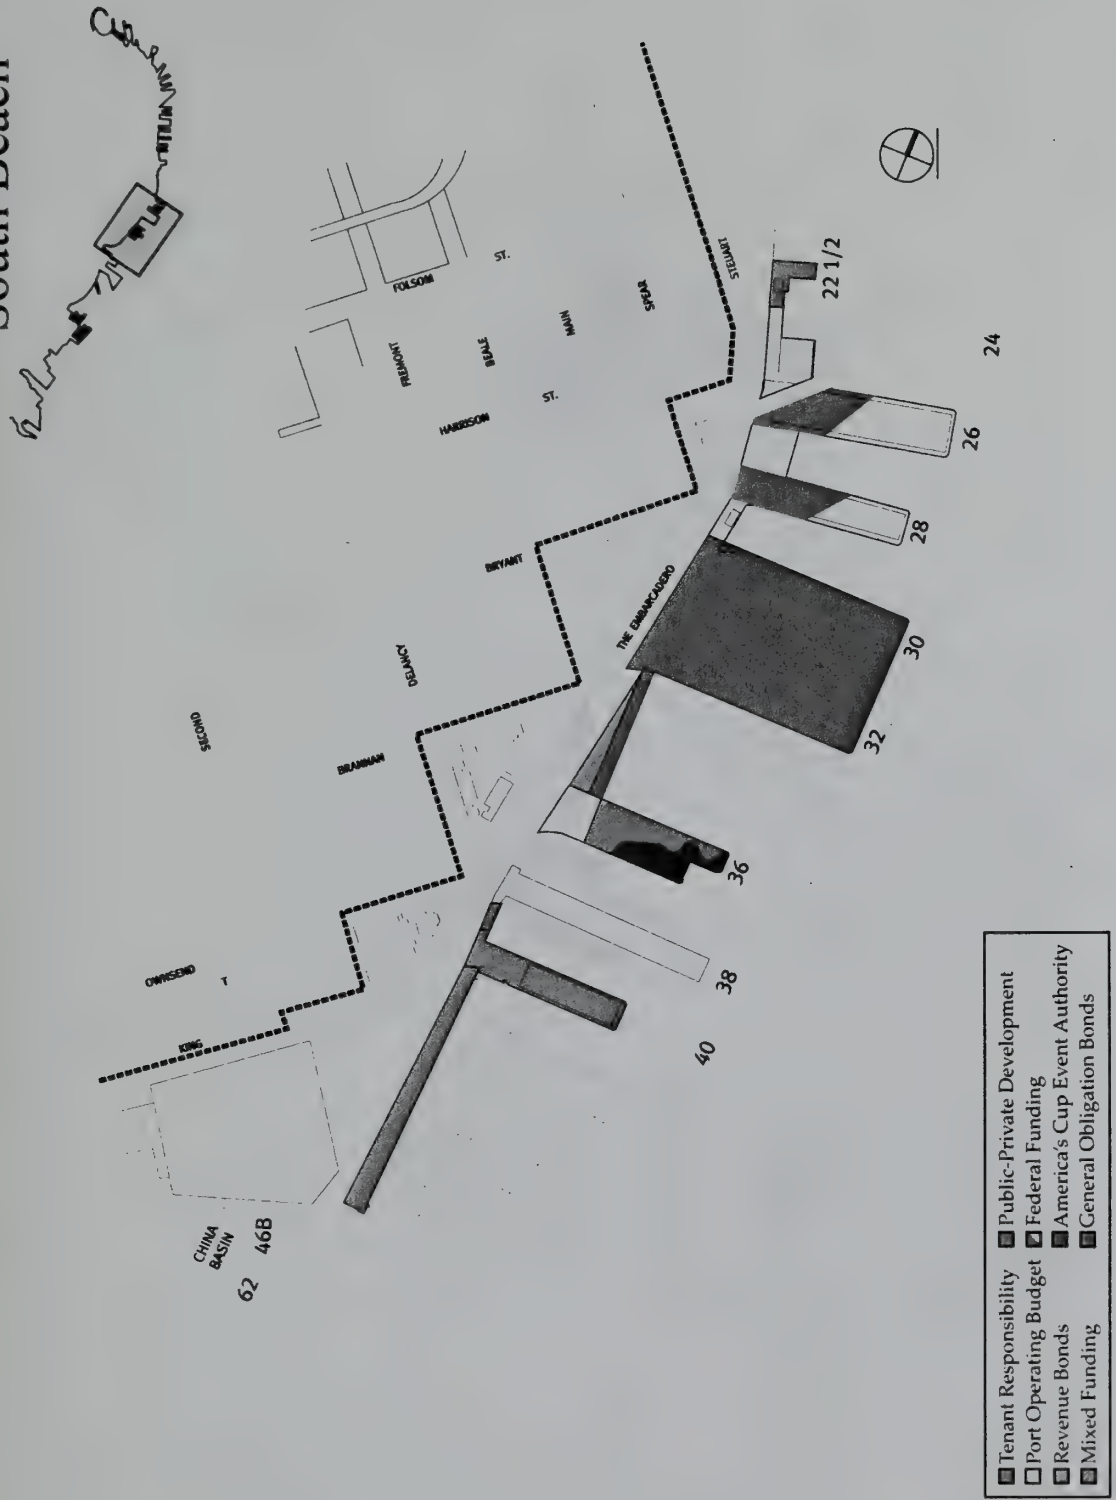 South Beach
FOLSOM
ST.
FREMONT
BEALE
MAIN
SPEAR
STEUART
HARRISON
ST.
22 1/2
24
26
28
BRYANT
THE EMBARCADERO
30
32
DELANCY
SECOND
BRANNAN
36
38
40
OWNSEND
T
KING
CHINA
BASIN
46B
62
Tenant Responsibility
Port Operating Budget
Revenue Bonds
Mixed Funding
Public-Private Development
Federal Funding
America's Cup Event Authority
General Obligation Bonds